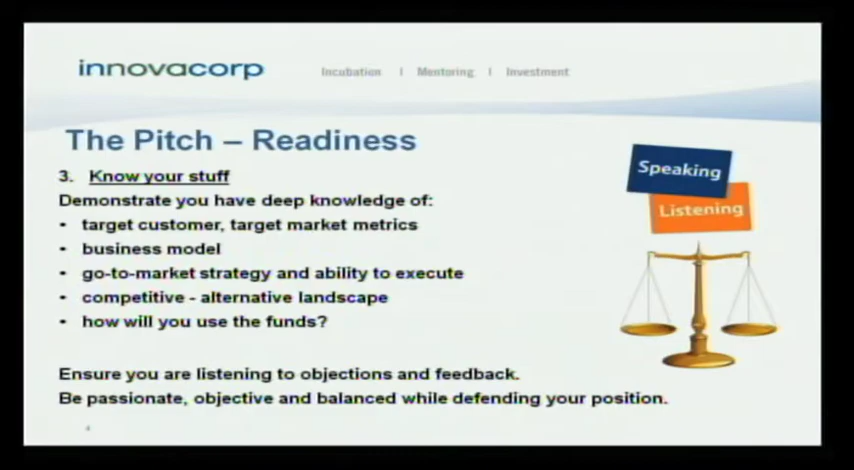 innovacorp
Incubation | Mentoring | Investment
The Pitch – Readiness
3. Know your stuff
Demonstrate you have deep knowledge of:
• target customer, target market metrics
• business model
• go-to-market strategy and ability to execute
• competitive - alternative landscape
• how will you use the funds?
Speaking
Listening
Ensure you are listening to objections and feedback.
Be passionate, objective and balanced while defending your position.
4